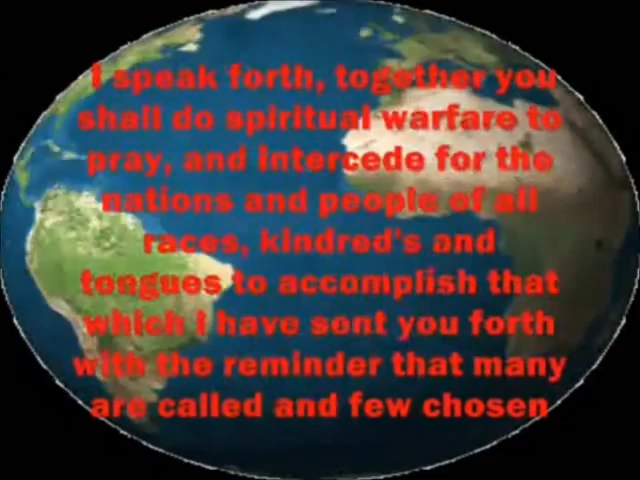 I speak forth, together you
shall do spiritual warfare to
pray, and Intercede for the
nations and people of all
races, kindred's and
tongues to accomplish that
which I have sent you forth
with the reminder that many
are called and few chosen